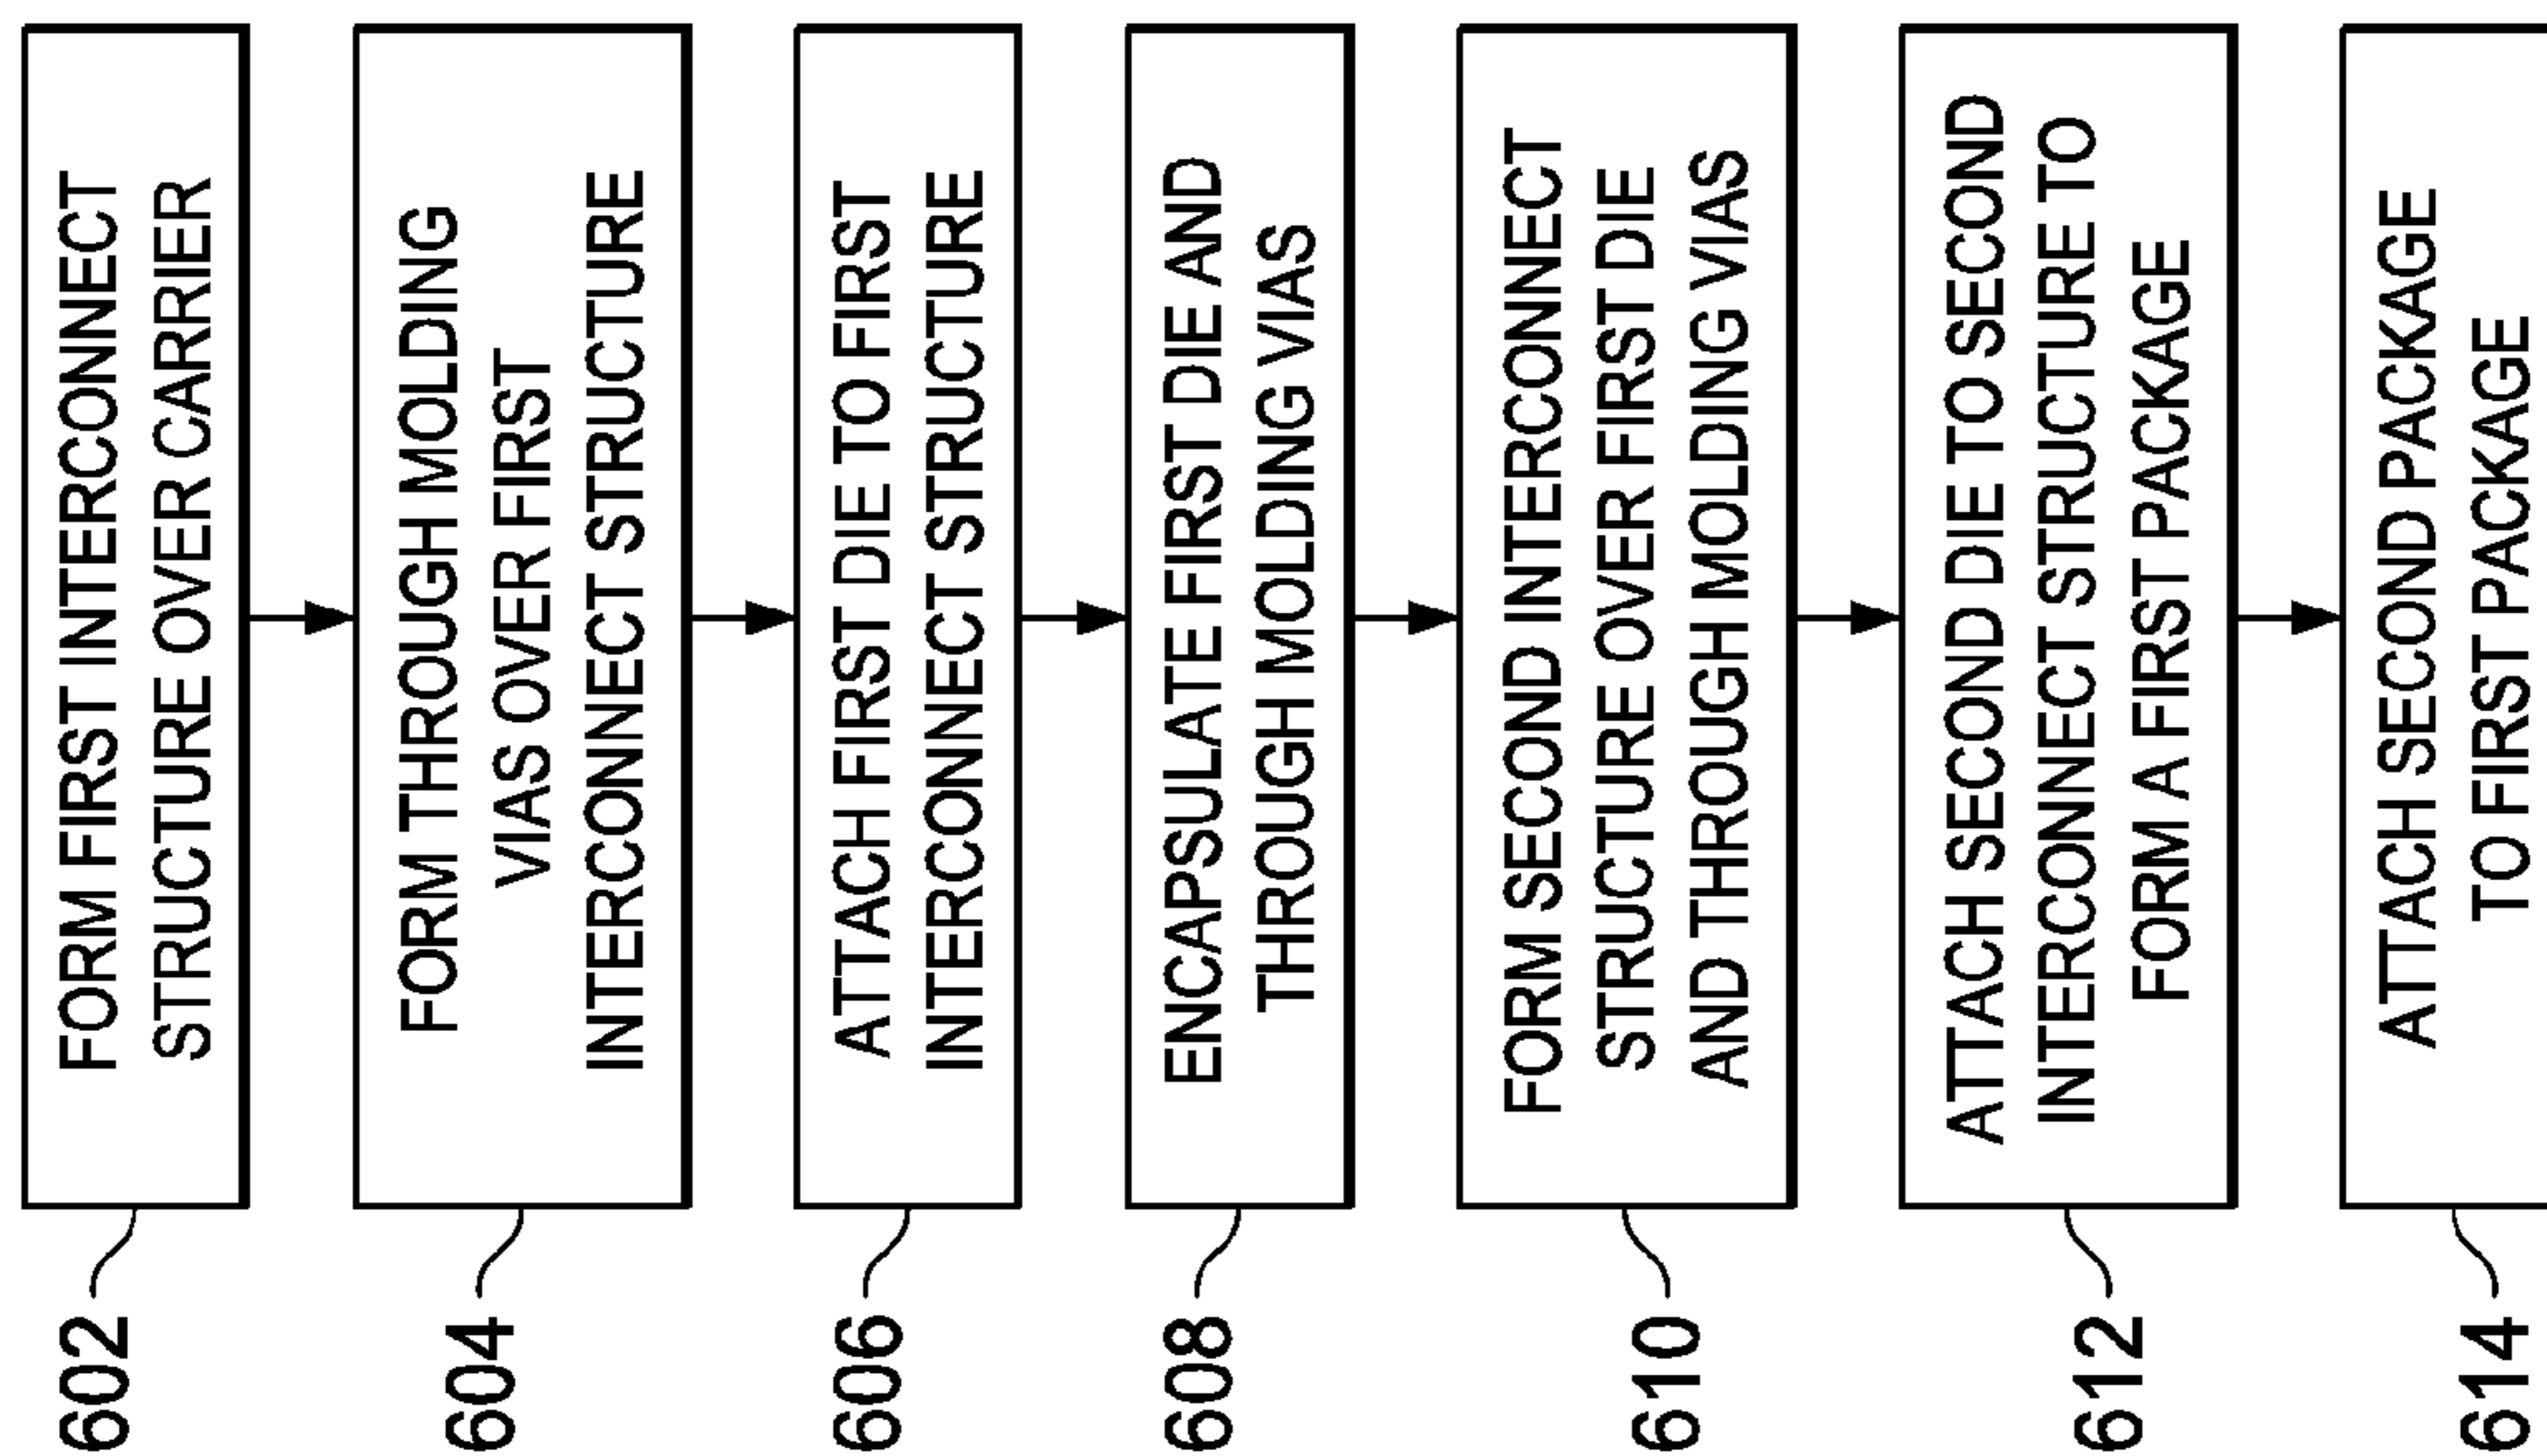 602
FORM FIRST INTERCONNECT
STRUCTURE OVER CARRIER
604
FORM THROUGH MOLDING
VIAS OVER FIRST
INTERCONNECT STRUCTURE
606
ATTACH FIRST DIE TO FIRST
INTERCONNECT STRUCTURE
608
ENCAPSULATE FIRST DIE AND
THROUGH MOLDING VIAS
610
FORM SECOND INTERCONNECT
STRUCTURE OVER FIRST DIE
AND THROUGH MOLDING VIAS
612
ATTACH SECOND DIE TO SECOND
INTERCONNECT STRUCTURE TO
FORM A FIRST PACKAGE
614
ATTACH SECOND PACKAGE
TO FIRST PACKAGE